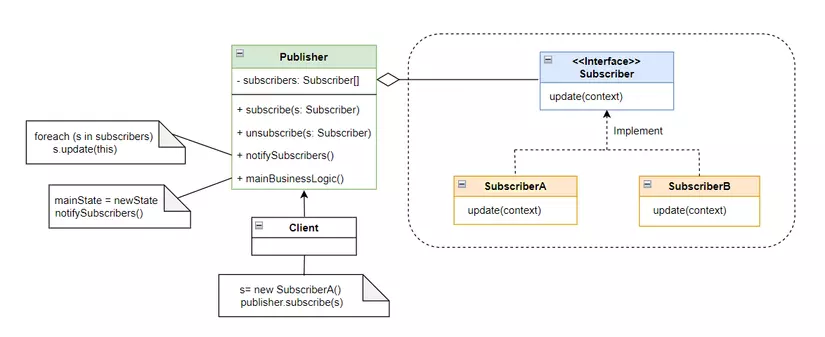 Publisher
- subscribers: Subscriber[]
+ subscribe(s: Subscriber)
+ unsubscribe(s: Subscriber)
+ notifySubscribers()
+ mainBusinessLogic()
foreach (s in subscribers)
s.update(this)
mainState = newState
notifySubscribers()
Client
s= new SubscriberA()
publisher.subscribe(s)
<<Interface>>
Subscriber
update(context)
Implement
SubscriberA
update(context)
SubscriberB
update(context)